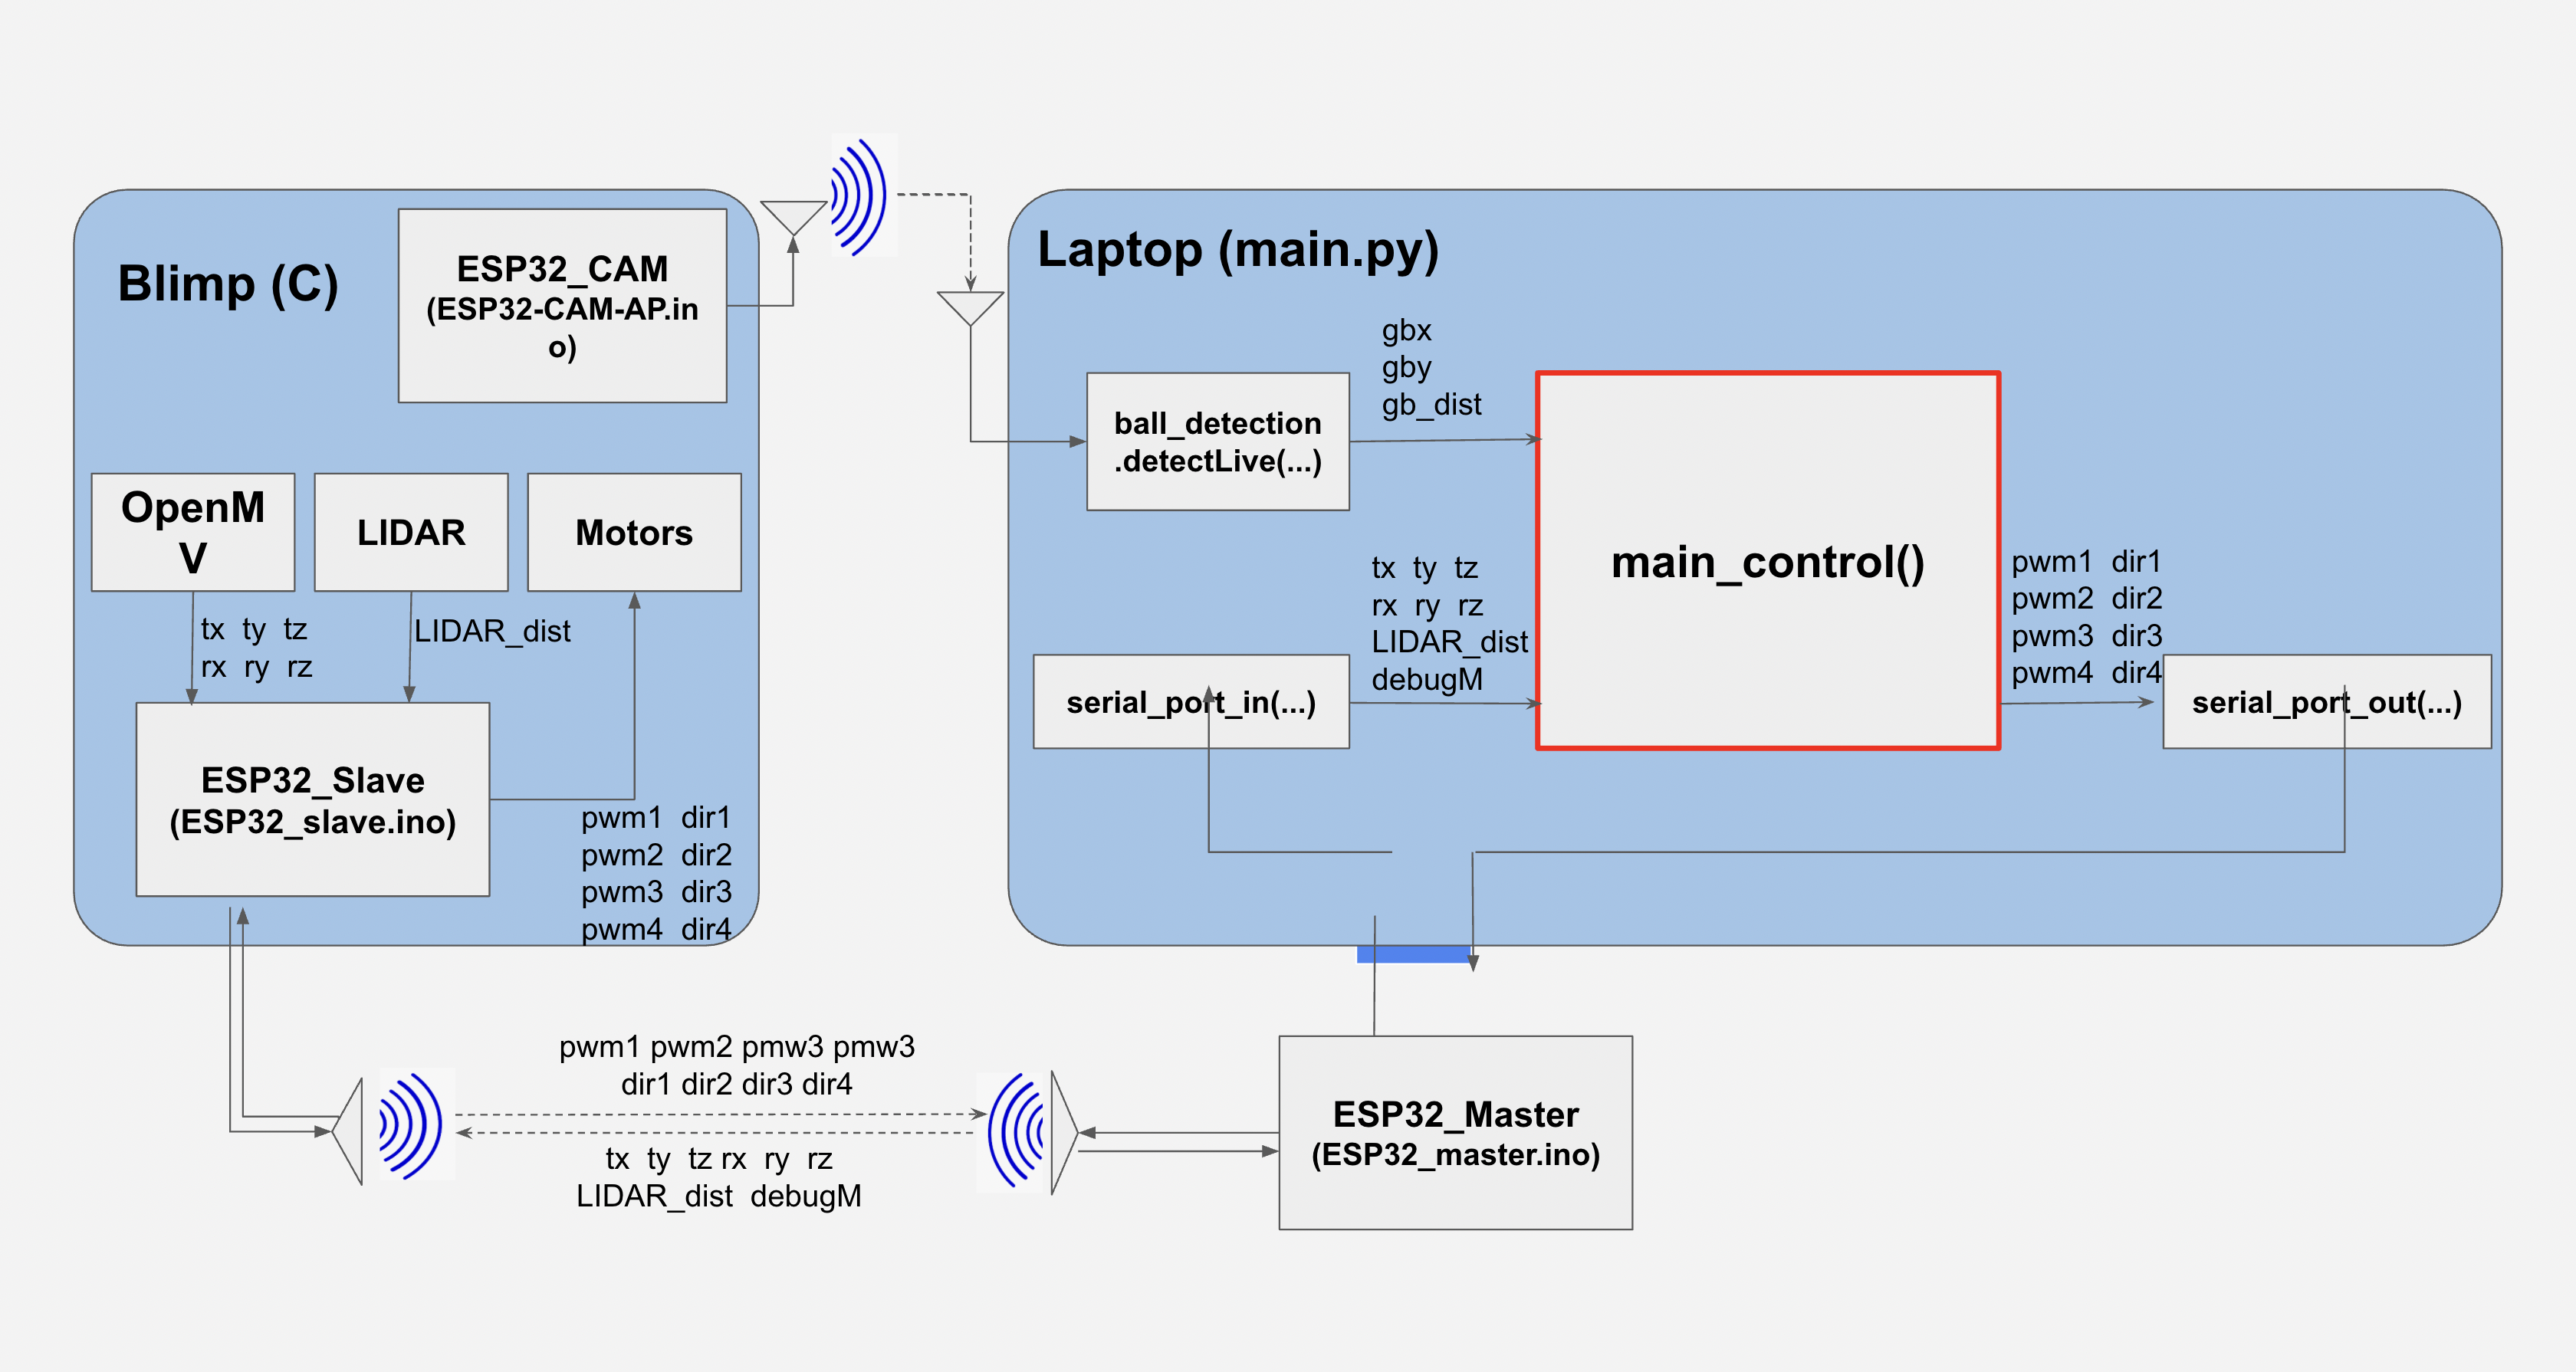 Blimp (C)
ESP32_CAM
(ESP32-CAM-AP.in
o)
OpenM
V
LIDAR
Motors
tx ty tz
rx ry rz
LIDAR_dist
ESP32_Slave
(ESP32_slave.ino)
pwm1 dir1
pwm2 dir2
pwm3 dir3
pwm4 dir4
Laptop (main.py)
ball_detection
.detectLive(...)
gbx
gby
gb_dist
main_control()
serial_port_in(...)
tx ty tz
rx ry rz
LIDAR_dist
debugM
pwm1 dir1
pwm2 dir2
pwm3 dir3
pwm4 dir4
serial_port_out(...)
pwm1 pwm2 pmw3 pmw3
dir1 dir2 dir3 dir4
tx ty tz rx ry rz
LIDAR_dist debugM
ESP32_Master
(ESP32_master.ino)